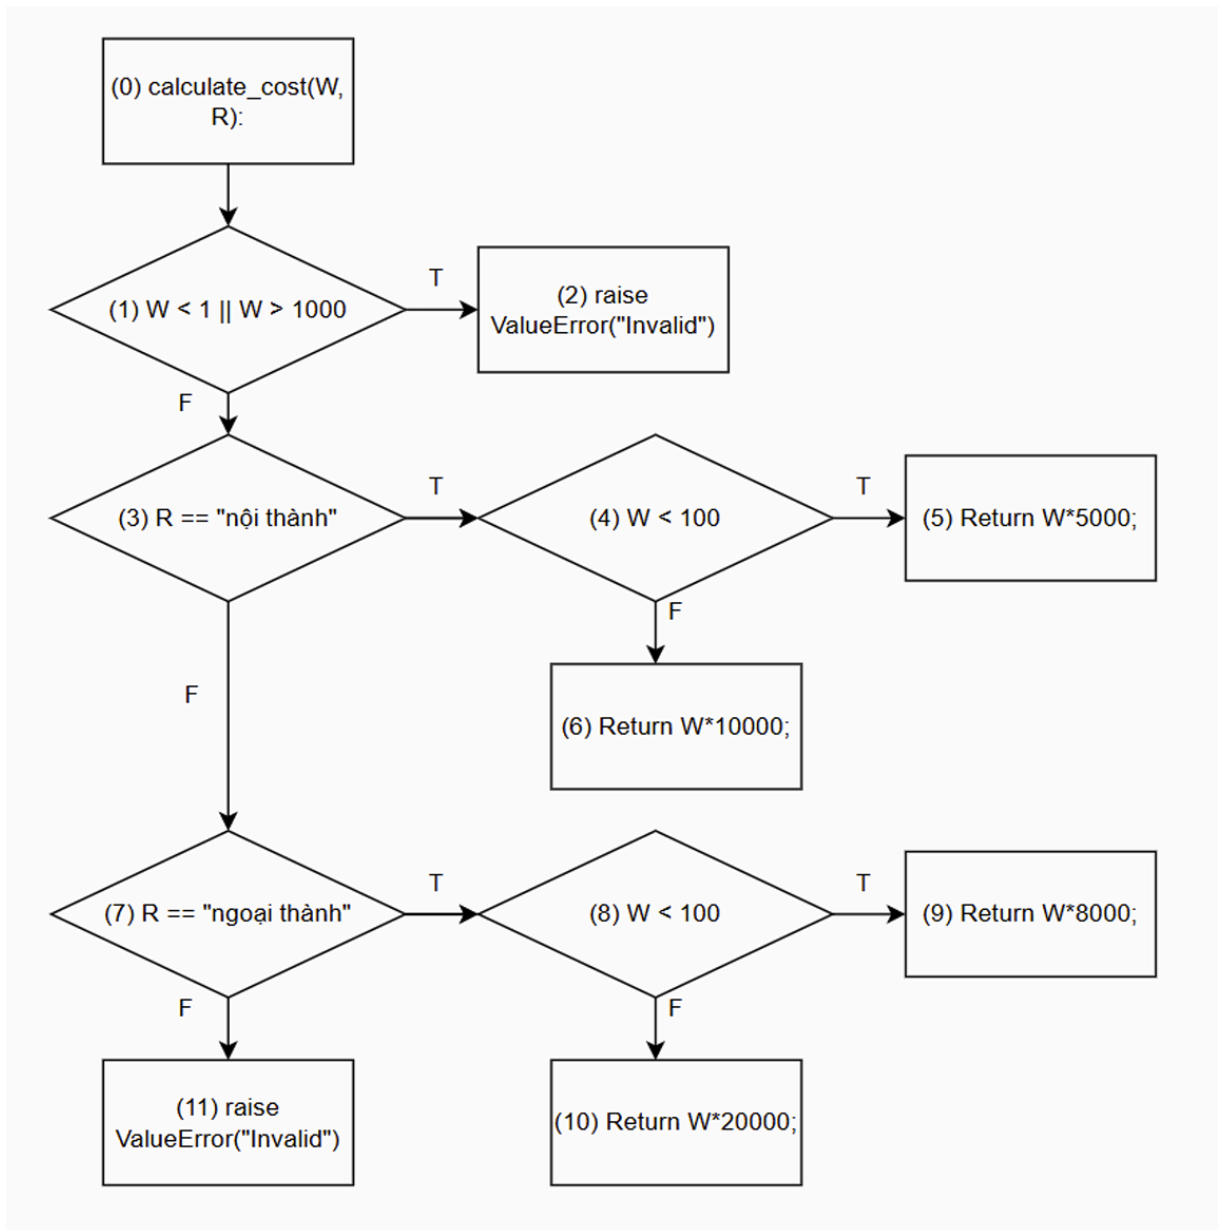 (0) calculate_cost(W,
R):
T
(1) W < 1 || W > 1000
(2) raise
ValueError("Invalid")
F
T
T
(3) R == "nội thành"
(4) W < 100
(5) Return W*5000;
F
F
(6) Return W*10000;
T
T
(7) R == "ngoại thành"
(8) W < 100
(9) Return W*8000;
F
F
(11) raise
ValueError("Invalid")
(10) Return W*20000;